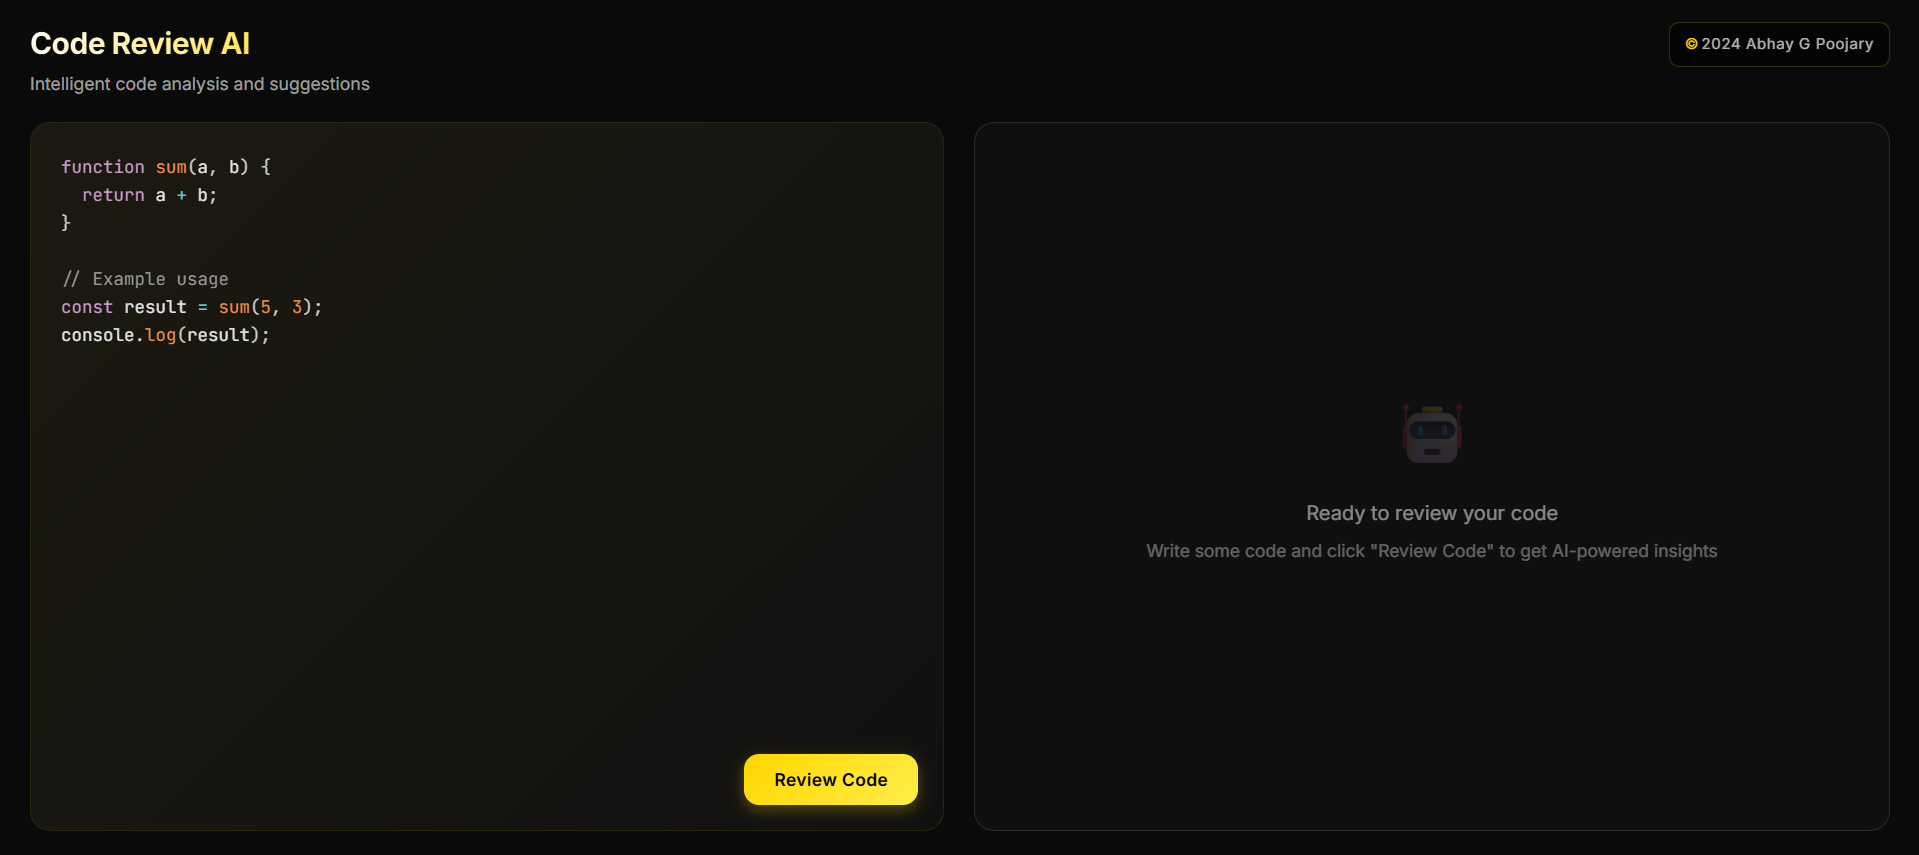 Code Review AI
© 2024 Abhay G Poojary
Intelligent code analysis and suggestions
function sum(a, b) {
  return a + b;
}

// Example usage
const result = sum(5, 3);
console.log(result);
Review Code
Ready to review your code
Write some code and click "Review Code" to get AI-powered insights